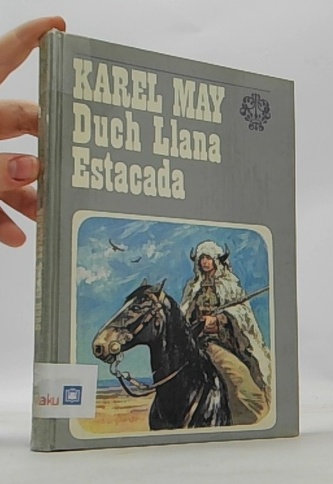 KAREL MAY
Duch Llana
Estacada
aku